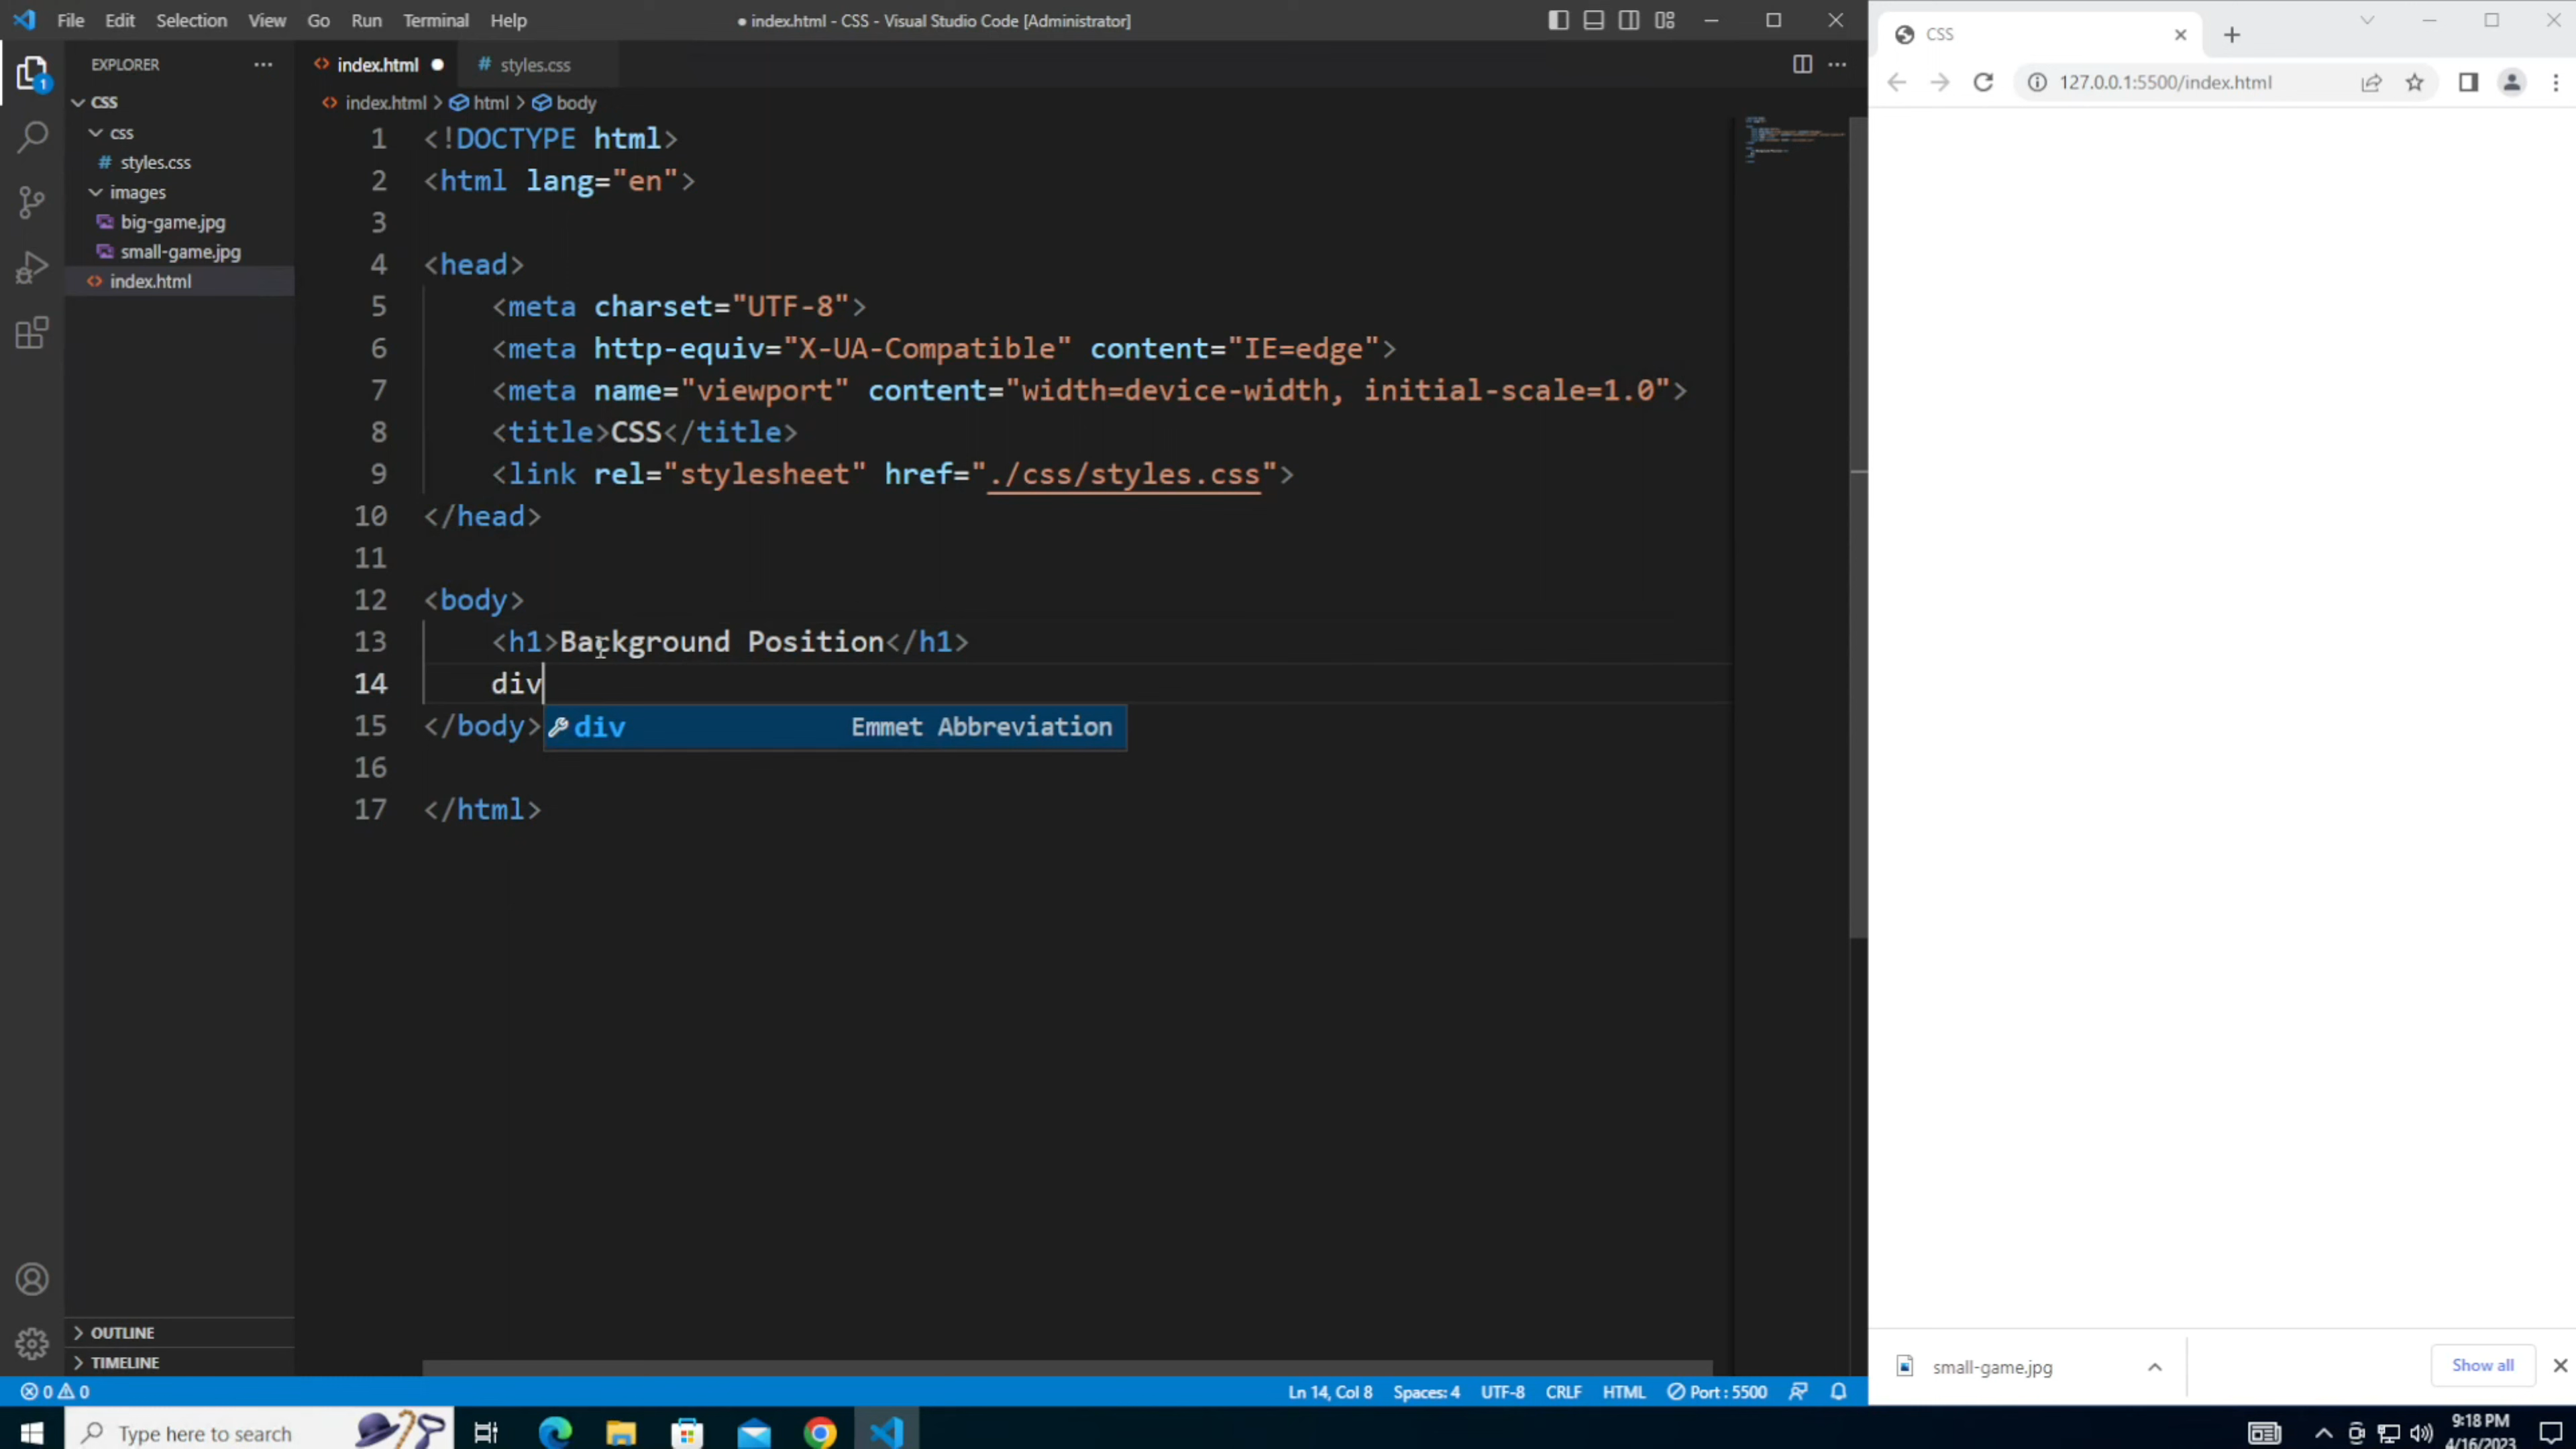 File Edit Selection View Go Run Terminal Help
● index.html - CSS - Visual Studio Code [Administrator]
CSS
127.0.0.1:5500/index.html
EXPLORER
1
index.html
# styles.css
index.html > html > body
CSS
css
# styles.css
images
big-game.jpg
small-game.jpg
index.html
1 <!DOCTYPE html>
2 <html lang="en">
3
4 <head>
5 <meta charset="UTF-8">
6 <meta http-equiv="X-UA-Compatible" content="IE=edge">
7 <meta name="viewport" content="width=device-width, initial-scale=1.0">
8 <title>CSS</title>
9 <link rel="stylesheet" href="./css/styles.css">
10 </head>
11
12 <body>
13 <h1>Background Position</h1>
14 div
div Emmet Abbreviation
15 </body>
16
17 </html>
OUTLINE
TIMELINE
small-game.jpg
Show all
0 0
Ln 14, Col 8 Spaces: 4 UTF-8 CRLF HTML Port : 5500
Type here to search
9:18 PM
4/16/2023